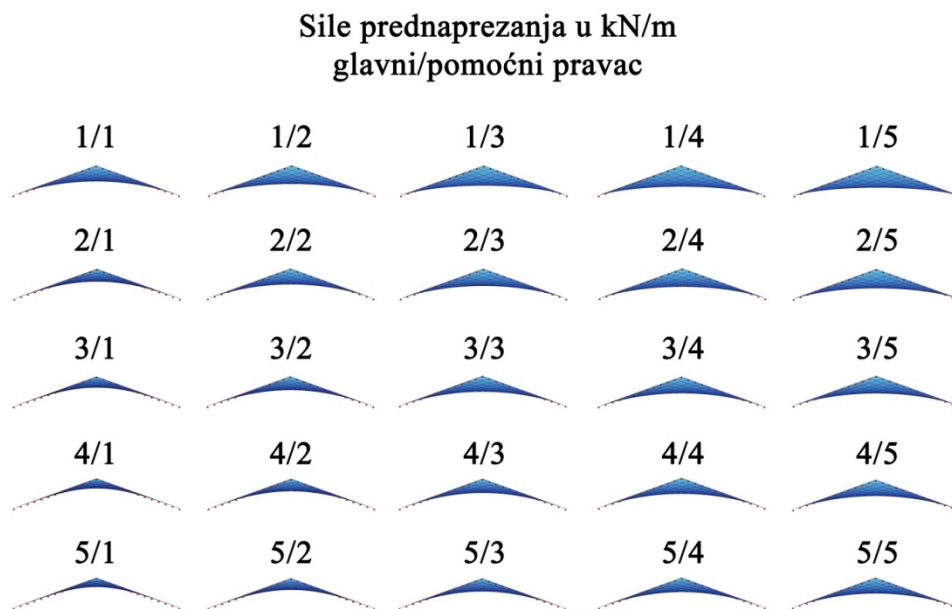 Sile prednaprezanja u kN/m
glavni/pomoćni pravac
1/1 1/2 1/3 1/4 1/5
2/1 2/2 2/3 2/4 2/5
3/1 3/2 3/3 3/4 3/5
4/1 4/2 4/3 4/4 4/5
5/1 5/2 5/3 5/4 5/5